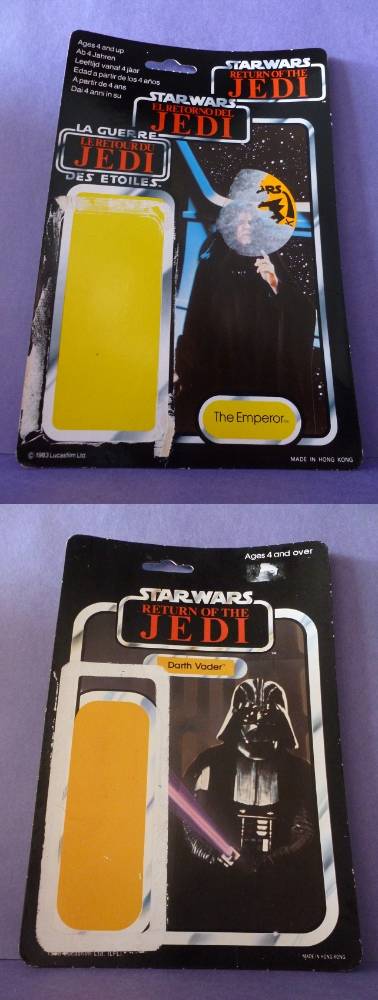 Ages 4 and up
Ab 4 Jahren
Leeftijd vanaf 4 jaar
Edad a partir de los 4 años
A partir de 4 ans
Dai 4 anni in su
STAR WARS
RETURN OF THE
JEDI
STAR WARS
EL RETORNO DEL
JEDI
LA GUERRE
LE RETOUR DU
JEDI
DES ETOILES
The Emperor
© 1983 Lucasfilm Ltd.
MADE IN HONG KONG
Ages 4 and over
STAR WARS
RETURN OF THE
JEDI
Darth Vader
MADE IN HONG KONG